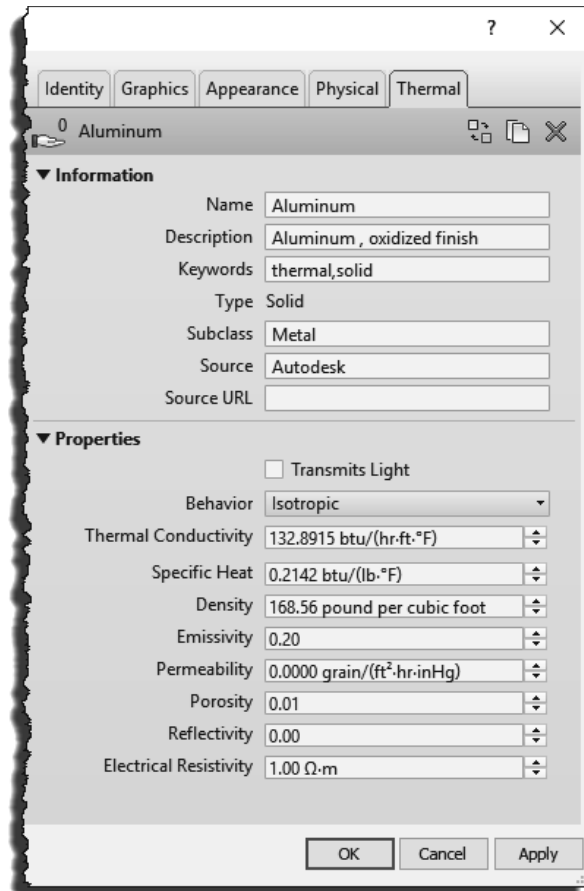 ?
Identity Graphics Appearance Physical Thermal
0 Aluminum
Information
Name Aluminum
Description Aluminum , oxidized finish
Keywords thermal,solid
Type Solid
Subclass Metal
Source Autodesk
Source URL
Properties
Transmits Light
Behavior Isotropic
Thermal Conductivity 132.8915 btu/(hr·ft·°F)
Specific Heat 0.2142 btu/(lb·°F)
Density 168.56 pound per cubic foot
Emissivity 0.20
Permeability 0.0000 grain/(ft²·hr·inHg)
Porosity 0.01
Reflectivity 0.00
Electrical Resistivity 1.00 Ω·m
OK Cancel Apply